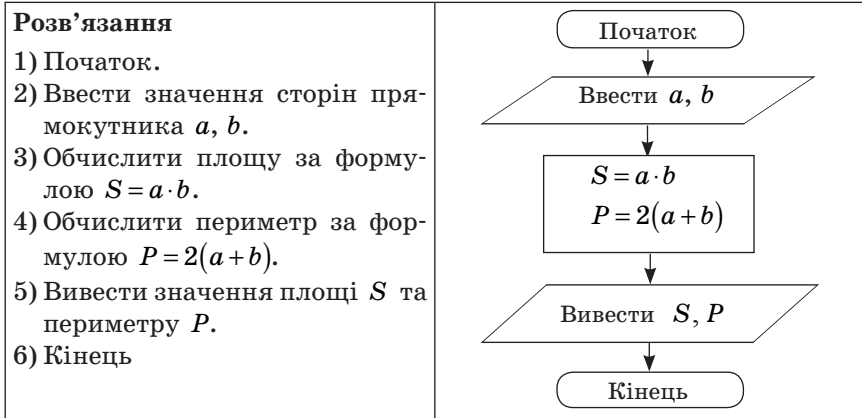 Розв’язання
1) Початок.
2) Ввести значення сторін пря-
мокутника a, b.
3) Обчислити площу за форму-
лою S = a · b.
4) Обчислити периметр за фор-
мулою P = 2(a + b).
5) Вивести значення площі S та
периметру P.
6) Кінець
Початок
Ввести a, b
S = a · b
P = 2(a + b)
Вивести S, P
Кінець